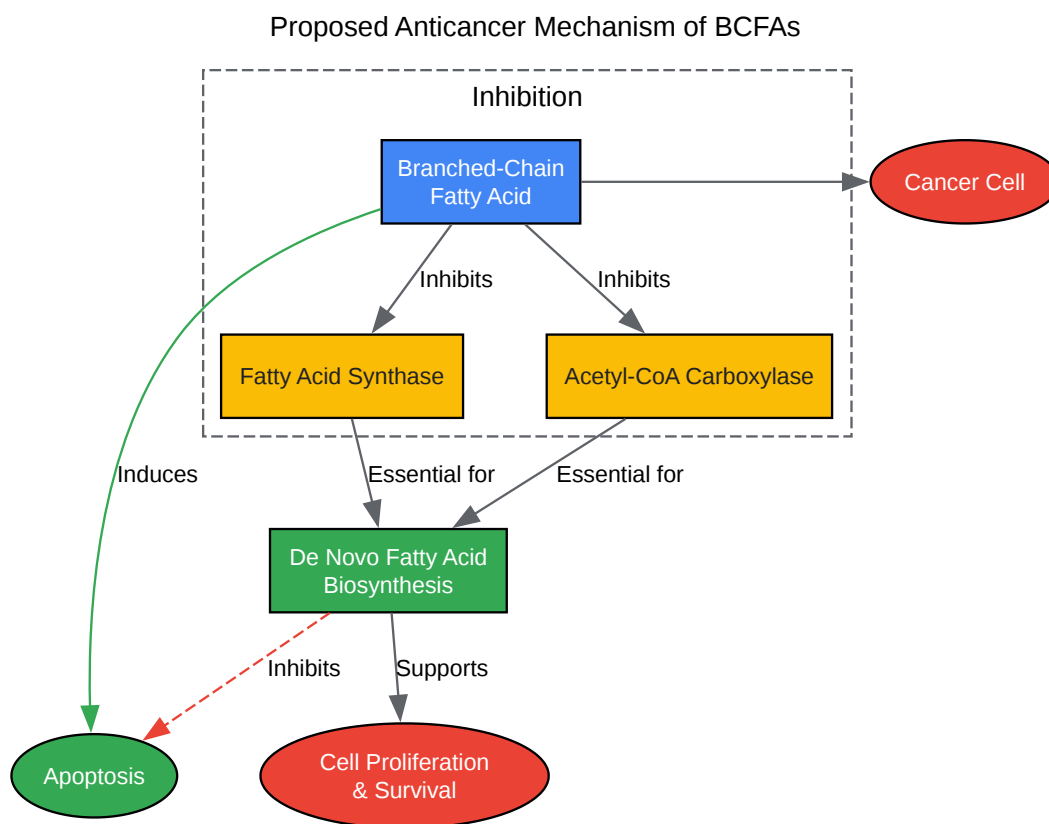 Proposed Anticancer Mechanism of BCFAs
Inhibition
Branched-Chain
Fatty Acid
Cancer Cell
Inhibits
Inhibits
Fatty Acid Synthase
Acetyl-CoA Carboxylase
Induces
Essential for
Essential for
De Novo Fatty Acid
Biosynthesis
Inhibits
Supports
Apoptosis
Cell Proliferation
& Survival